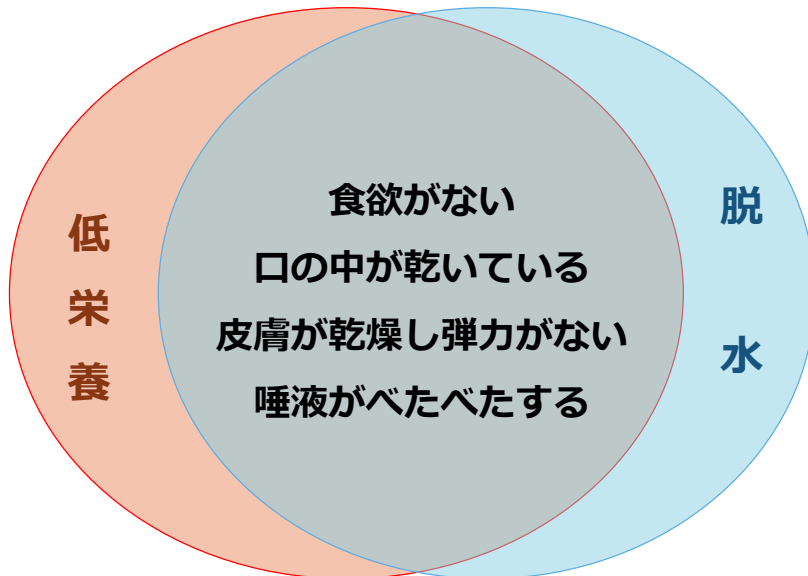 低栄養
食欲がない
口の中が乾いている
皮膚が乾燥し弾力がない
唾液がべたべたする
脱水